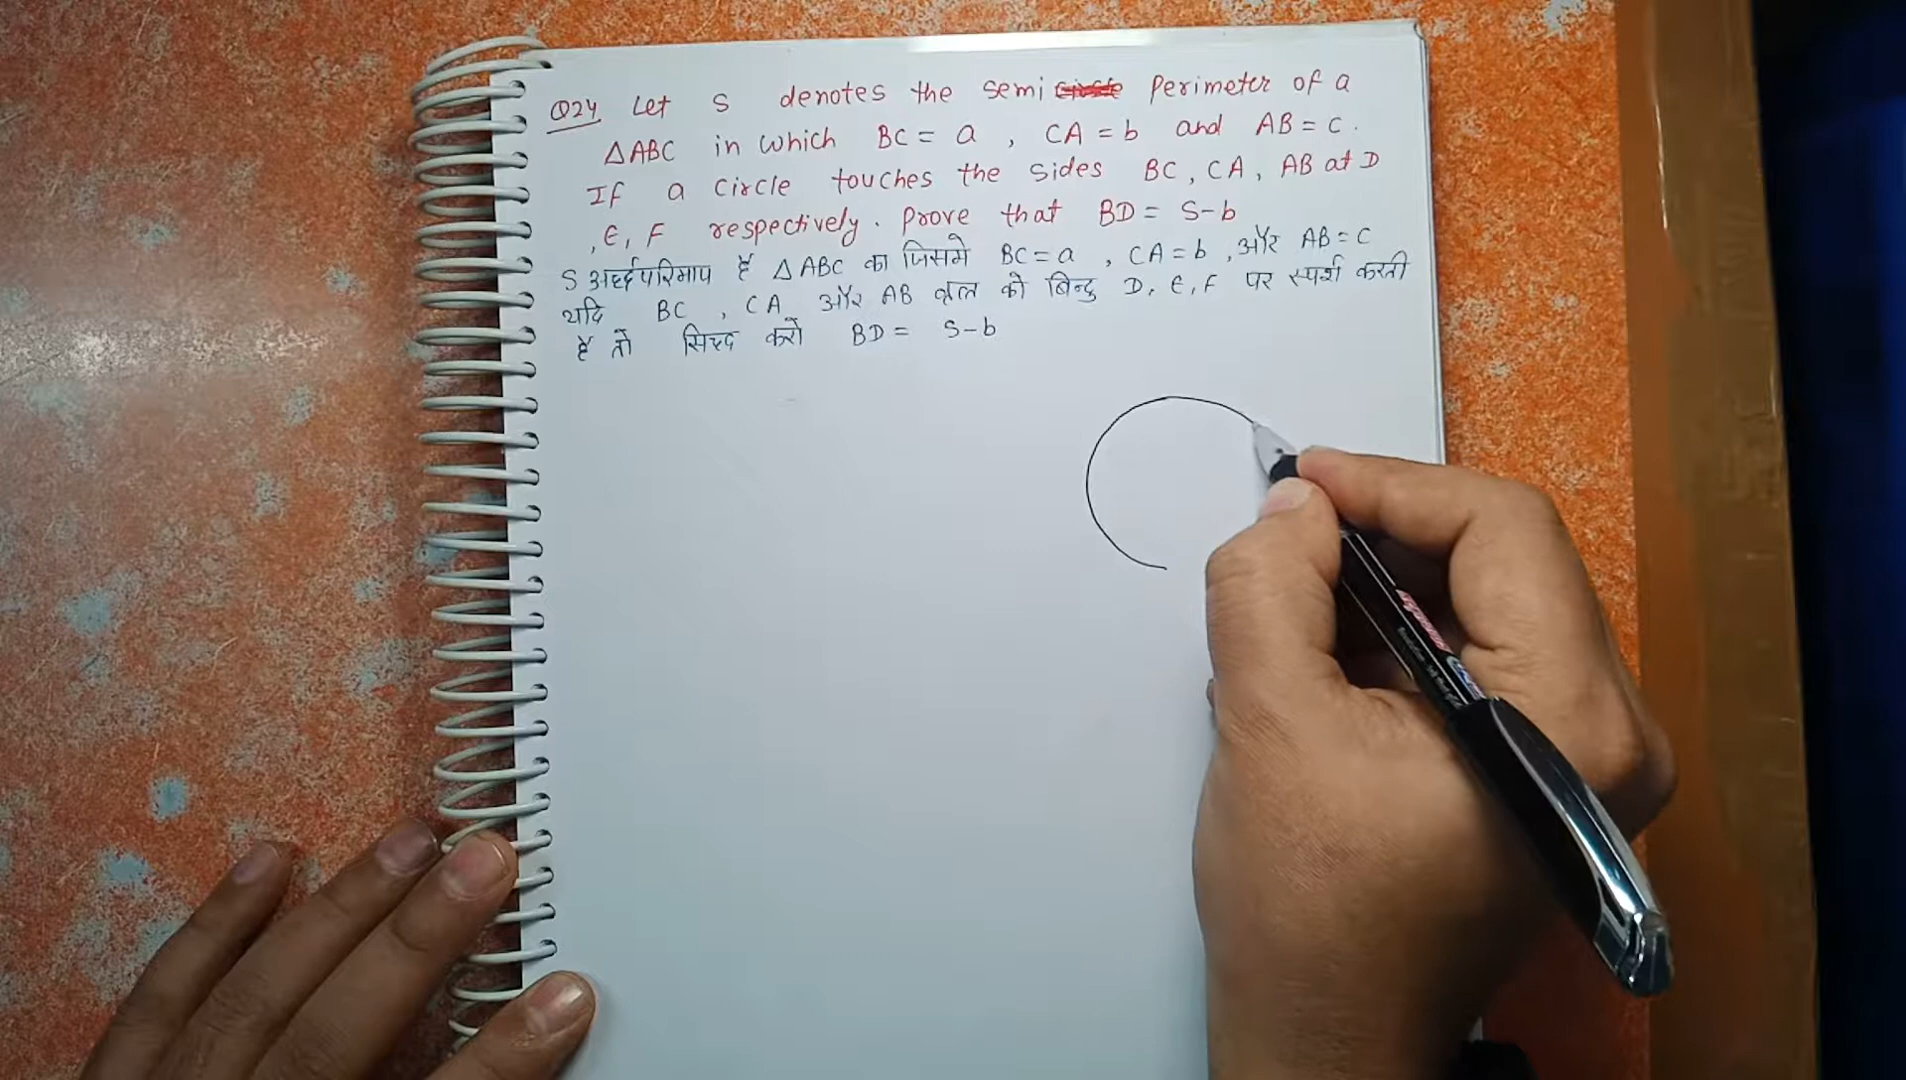 Q24. Let S denotes the semi perimeter of a
△ABC in which BC = a , CA = b and AB = c.
If a circle touches the sides BC, CA, AB at D
, E, F respectively. Prove that BD = S-b
S अर्द्धपरिमाप है △ABC का जिसमे BC = a , CA = b , और AB = c
यदि BC , CA और AB वृत्त को बिन्दु D, E, F पर स्पर्श करती
है तो सिद्ध करो BD = S-b